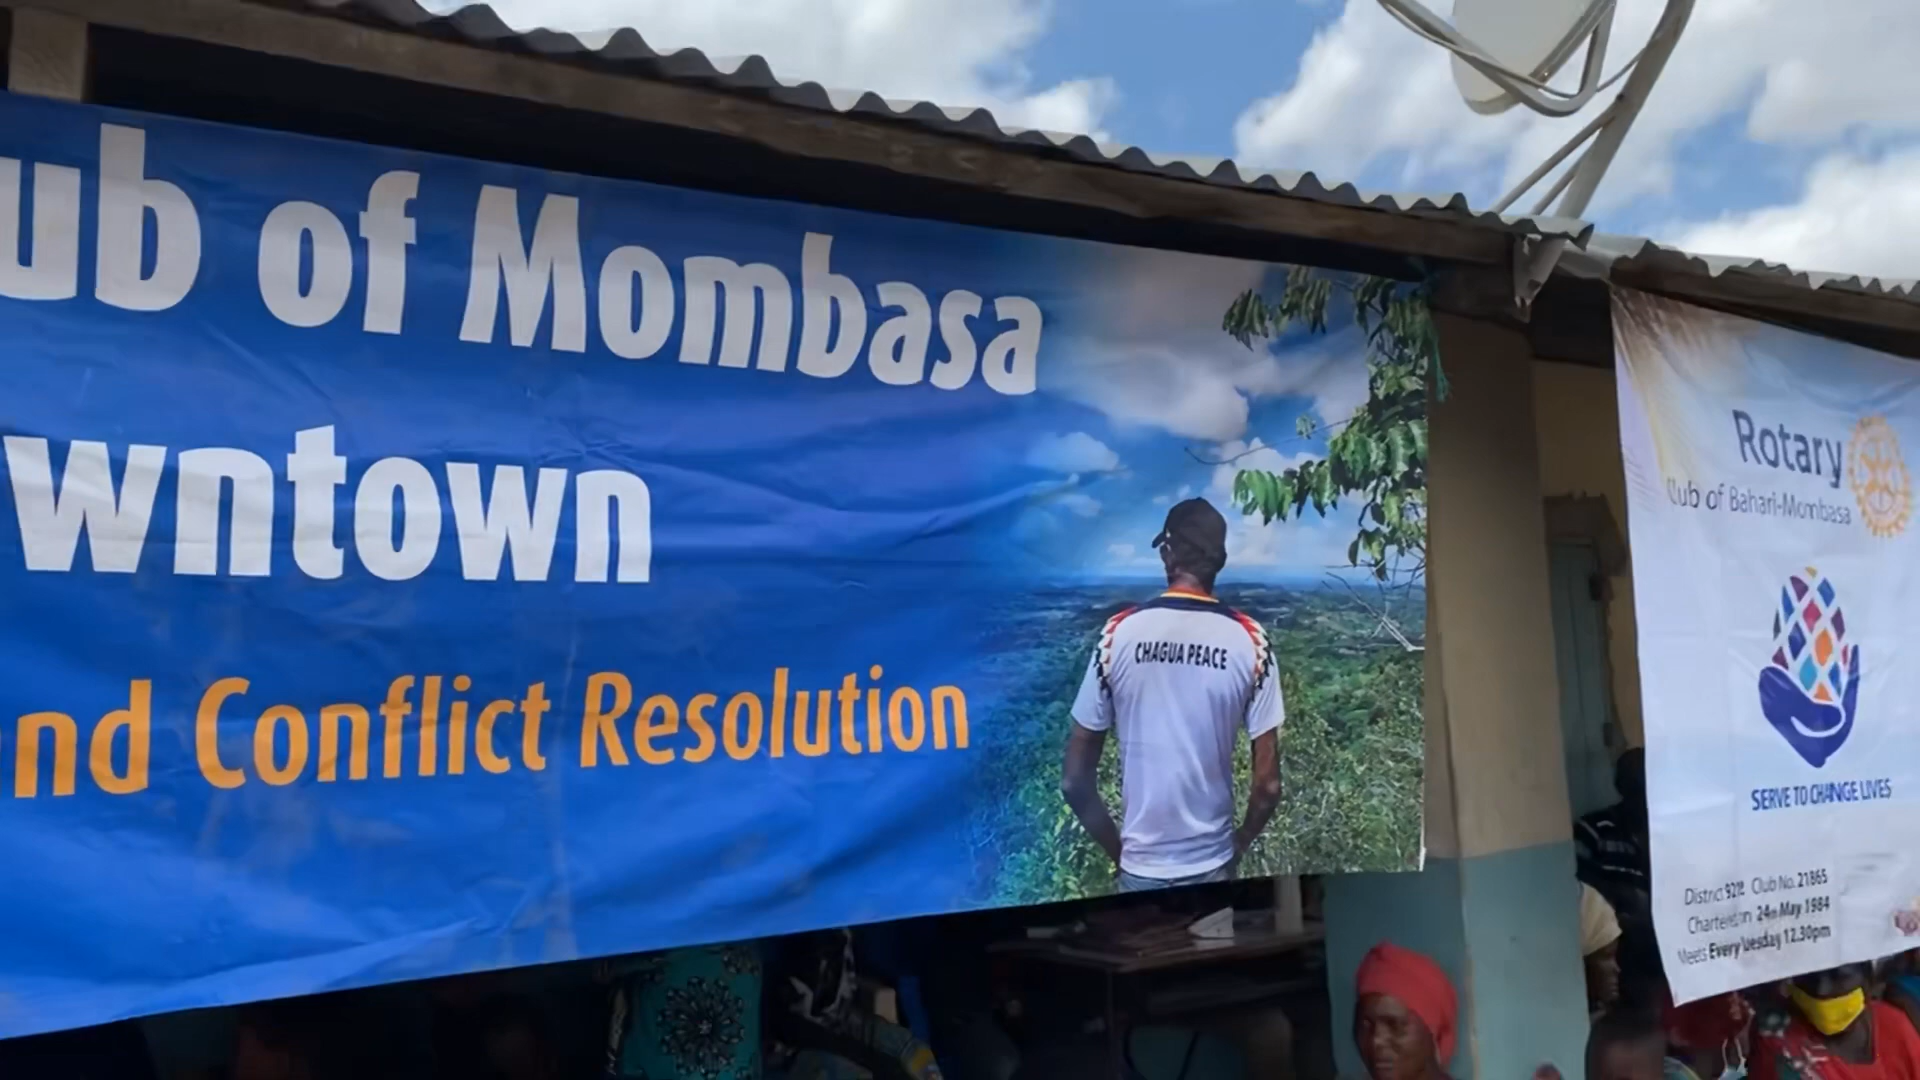 ub of Mombasa
wntown
nd Conflict Resolution
CHAGUA PEACE
Rotary
Club of Bahari-Mombasa
SERVE TO CHANGE LIVES
District Club No. 21865
Chartered on 24th May 1984
Meets Every Tuesday 12.30pm